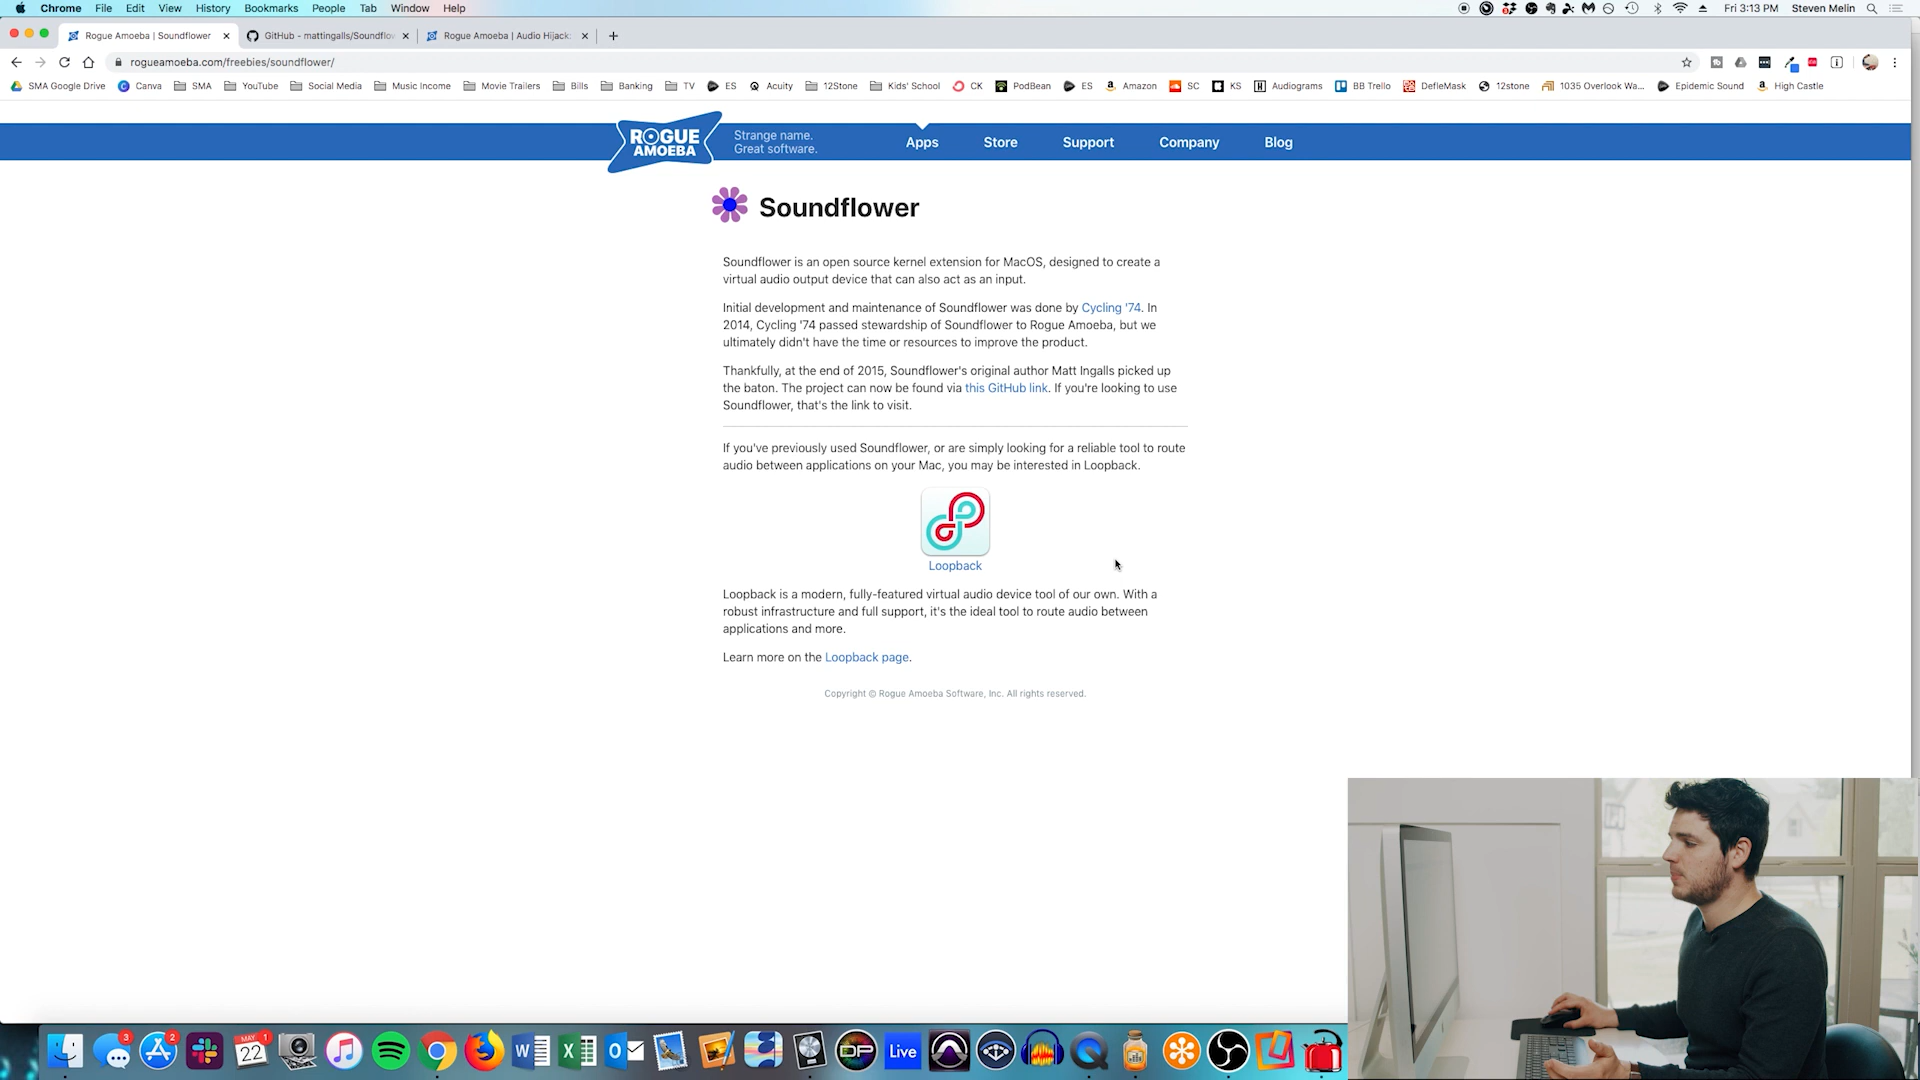 Chrome File Edit View History Bookmarks People Tab Window Help
Fri 3:13 PM Steven Melin
Rogue Amoeba | Soundflower
GitHub - mattingalls/Soundflow
Rogue Amoeba | Audio Hijack:
rogueamoeba.com/freebies/soundflower/
SMA Google Drive Canva SMA YouTube Social Media Music Income Movie Trailers Bills Banking TV ES Acuity 12Stone Kids' School CK PodBean ES Amazon SC KS Audiograms BB Trello DefleMask 12stone 1035 Overlook Wa... Epidemic Sound High Castle
ROGUE
AMOEBA
Strange name.
Great software.
Apps Store Support Company Blog
Soundflower
Soundflower is an open source kernel extension for MacOS, designed to create a
virtual audio output device that can also act as an input.
Initial development and maintenance of Soundflower was done by Cycling '74. In
2014, Cycling '74 passed stewardship of Soundflower to Rogue Amoeba, but we
ultimately didn't have the time or resources to improve the product.
Thankfully, at the end of 2015, Soundflower's original author Matt Ingalls picked up
the baton. The project can now be found via this GitHub link. If you're looking to use
Soundflower, that's the link to visit.
If you've previously used Soundflower, or are simply looking for a reliable tool to route
audio between applications on your Mac, you may be interested in Loopback.
Loopback
Loopback is a modern, fully-featured virtual audio device tool of our own. With a
robust infrastructure and full support, it's the ideal tool to route audio between
applications and more.
Learn more on the Loopback page.
Copyright © Rogue Amoeba Software, Inc. All rights reserved.
3
2
MAY
22
1
W
X
O
DP
Live